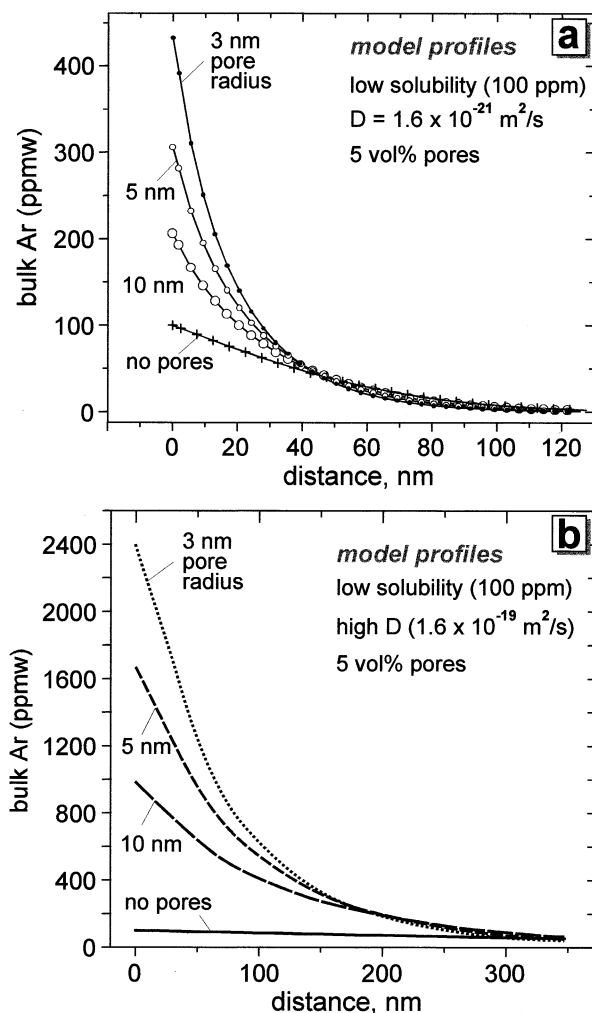 a
3 nm
pore
radius
model profiles
low solubility (100 ppm)
D = 1.6 x 10⁻²¹ m²/s
5 vol% pores
5 nm
10 nm
no pores
bulk Ar (ppmw)
400
300
200
100
0
0 20 40 60 80 100 120
distance, nm
b
3 nm
pore
radius
model profiles
low solubility (100 ppm)
high D (1.6 x 10⁻¹⁹ m²/s)
5 vol% pores
5 nm
10 nm
no pores
bulk Ar (ppmw)
2400
2000
1600
1200
800
400
0
0 100 200 300
distance, nm